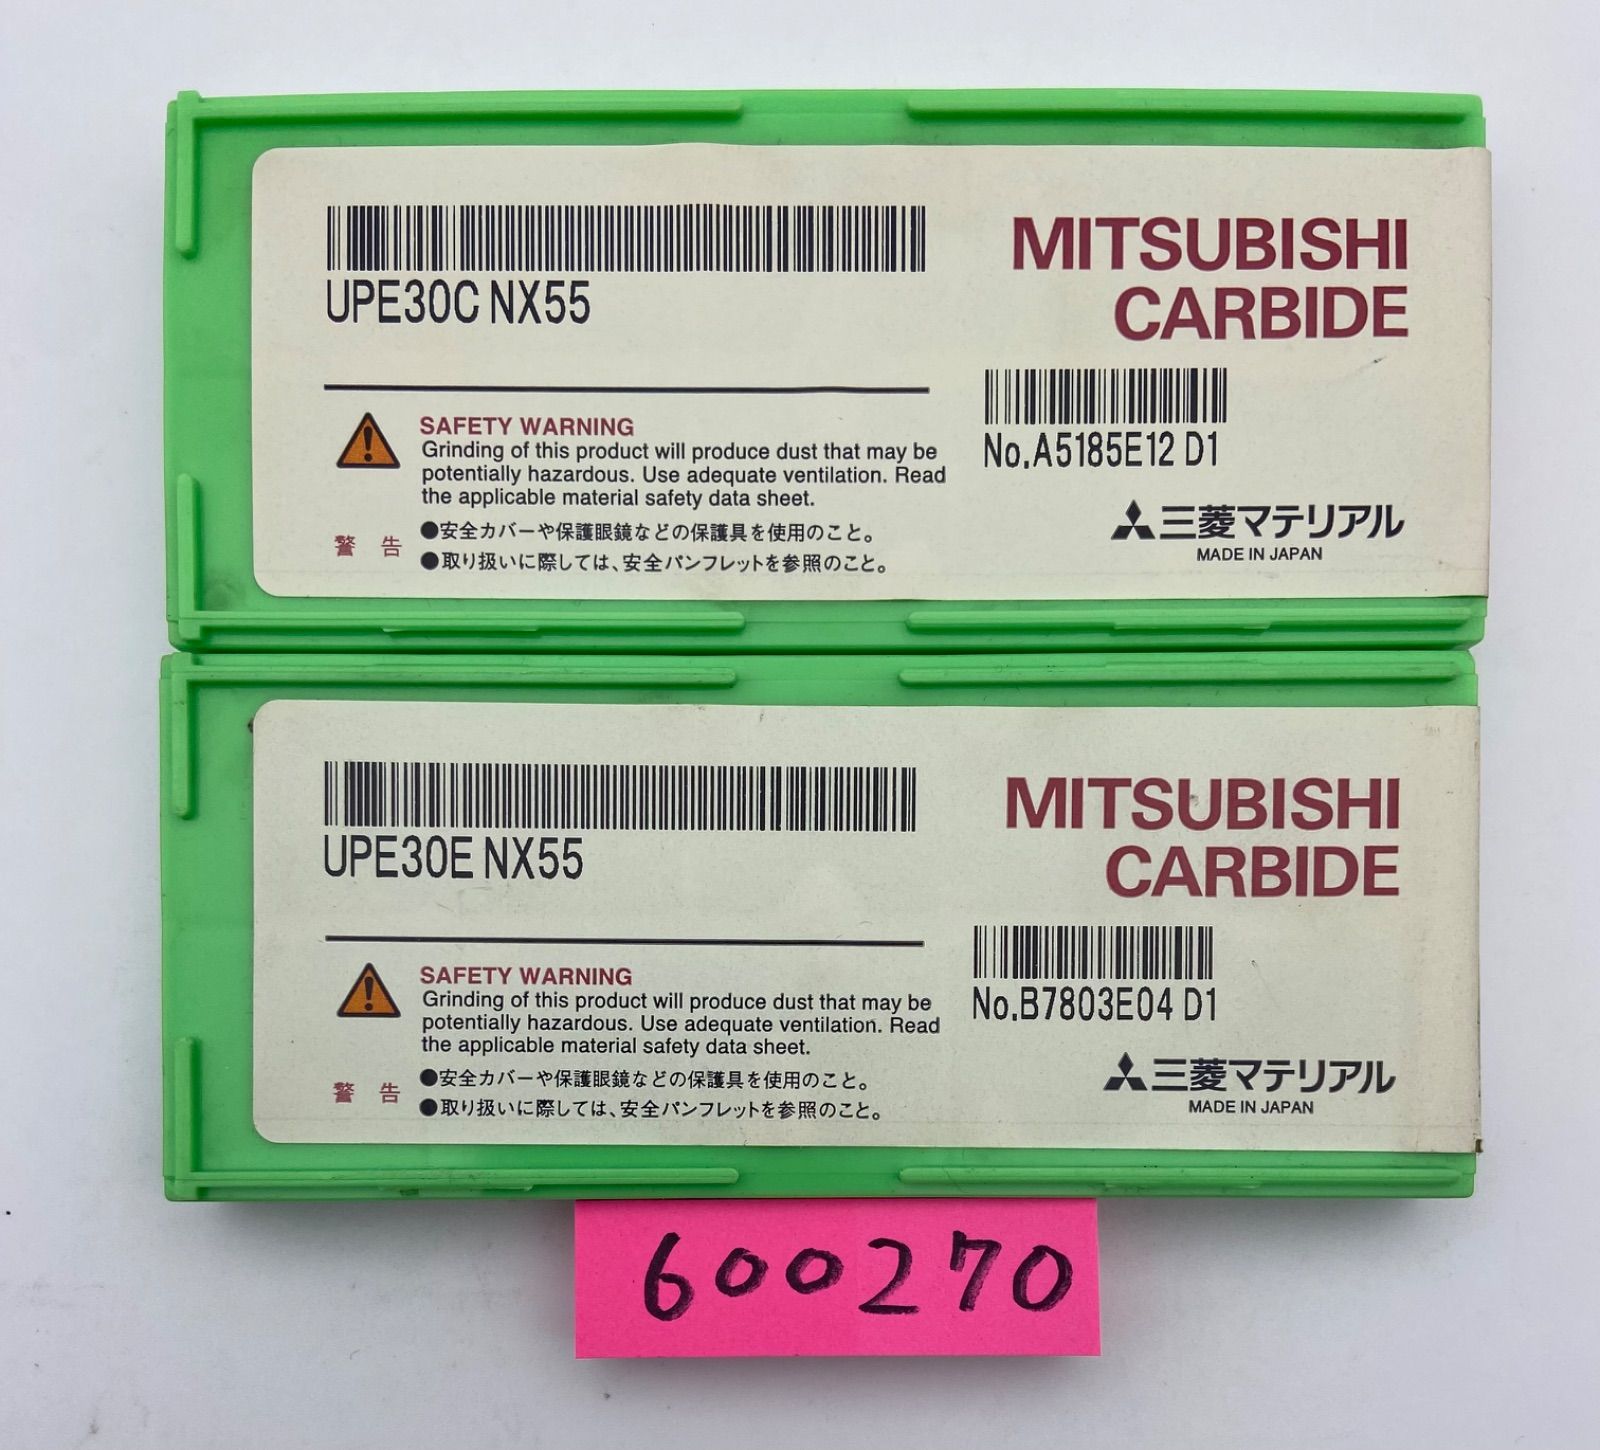 UPE30C NX55
MITSUBISHI
CARBIDE
No.A5185E12 D1
SAFETY WARNING
Grinding of this product will produce dust that may be
potentially hazardous. Use adequate ventilation. Read
the applicable material safety data sheet.
警告
●安全カバーや保護眼鏡などの保護具を使用のこと。
●取り扱いに際しては、安全パンフレットを参照のこと。
三菱マテリアル
MADE IN JAPAN
UPE30E NX55
MITSUBISHI
CARBIDE
No.B7803E04 D1
SAFETY WARNING
Grinding of this product will produce dust that may be
potentially hazardous. Use adequate ventilation. Read
the applicable material safety data sheet.
警告
●安全カバーや保護眼鏡などの保護具を使用のこと。
●取り扱いに際しては、安全パンフレットを参照のこと。
三菱マテリアル
MADE IN JAPAN
600270